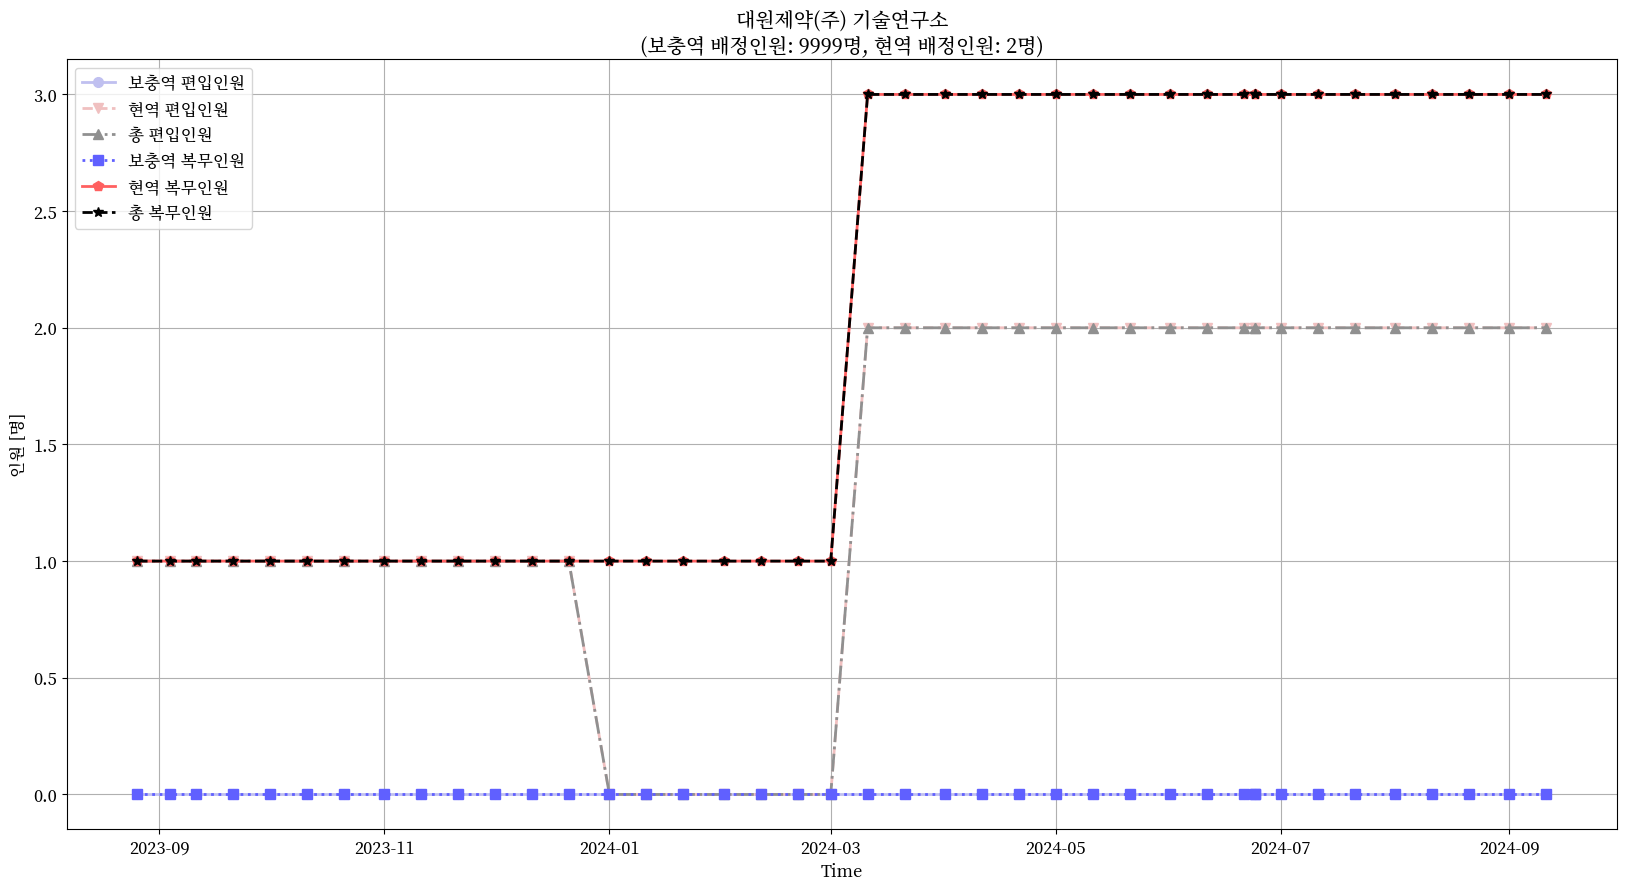 대원제약(주) 기술연구소
(보충역 배정인원: 9999명, 현역 배정인원: 2명)
보충역 편입인원
현역 편입인원
총 편입인원
보충역 복무인원
현역 복무인원
총 복무인원
인원 [명]
3.0
2.5
2.0
1.5
1.0
0.5
0.0
2023-09
2023-11
2024-01
2024-03
2024-05
2024-07
2024-09
Time